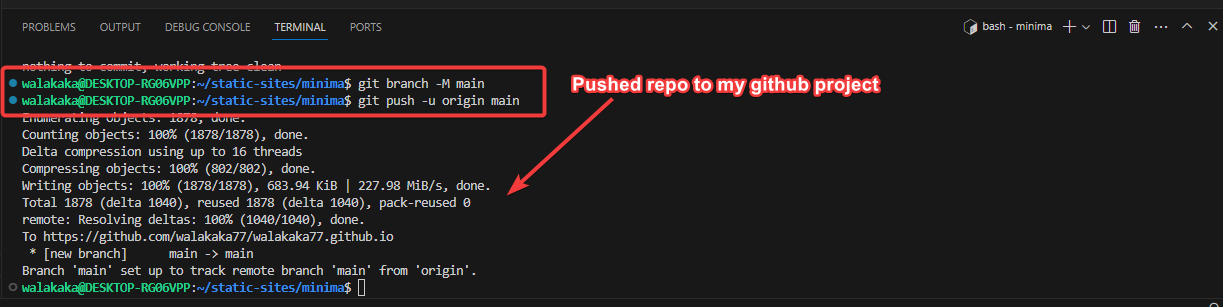 PROBLEMS OUTPUT DEBUG CONSOLE TERMINAL PORTS bash - minima
nothing to commit, working tree clean
walakaka@DESKTOP-RG06VPP:~/static-sites/minima$ git branch -M main
walakaka@DESKTOP-RG06VPP:~/static-sites/minima$ git push -u origin main
Pushed repo to my github project
Enumerating objects: 1878, done.
Counting objects: 100% (1878/1878), done.
Delta compression using up to 16 threads
Compressing objects: 100% (802/802), done.
Writing objects: 100% (1878/1878), 683.94 KiB | 227.98 MiB/s, done.
Total 1878 (delta 1040), reused 1878 (delta 1040), pack-reused 0
remote: Resolving deltas: 100% (1040/1040), done.
To https://github.com/walakaka77/walakaka77.github.io
 * [new branch]      main -> main
Branch 'main' set up to track remote branch 'main' from 'origin'.
walakaka@DESKTOP-RG06VPP:~/static-sites/minima$